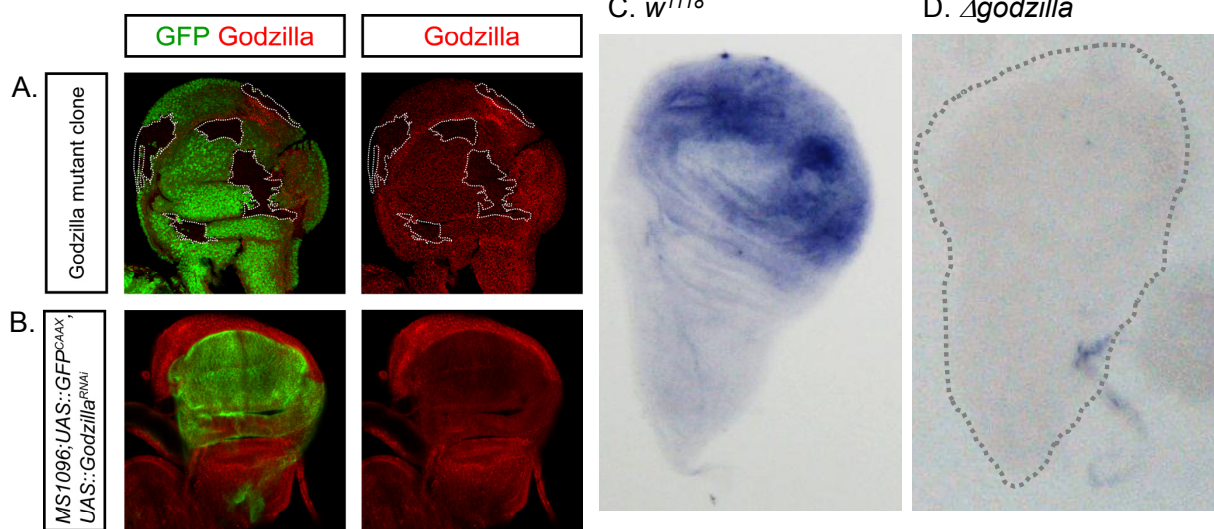 GFP Godzilla
Godzilla
C. w1118
D. Δgodzilla
A.
Godzilla mutant clone
B.
MS1096;UAS::GFPCAAX,
UAS::GodzillaRNAi